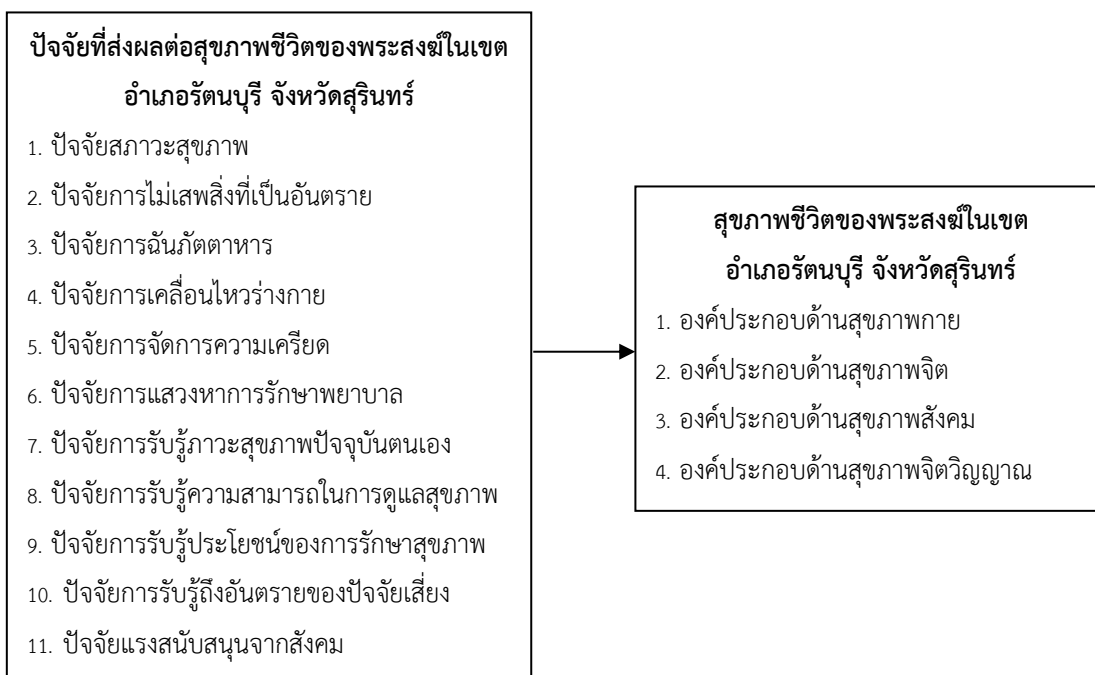 ปัจจัยที่ส่งผลต่อสุขภาพชีวิตของพระสงฆ์ในเขต
อำเภอรัตนบุรี จังหวัดสุรินทร์
1. ปัจจัยสภาวะสุขภาพ
2. ปัจจัยการไม่เสพสิ่งที่เป็นอันตราย
3. ปัจจัยการฉันภัตตาหาร
4. ปัจจัยการเคลื่อนไหวร่างกาย
5. ปัจจัยการจัดการความเครียด
6. ปัจจัยการแสวงหาการรักษาพยาบาล
7. ปัจจัยการรับรู้ภาวะสุขภาพปัจจุบันตนเอง
8. ปัจจัยการรับรู้ความสามารถในการดูแลสุขภาพ
9. ปัจจัยการรับรู้ประโยชน์ของการรักษาสุขภาพ
10. ปัจจัยการรับรู้ถึงอันตรายของปัจจัยเสี่ยง
11. ปัจจัยแรงสนับสนุนจากสังคม
สุขภาพชีวิตของพระสงฆ์ในเขต
อำเภอรัตนบุรี จังหวัดสุรินทร์
1. องค์ประกอบด้านสุขภาพกาย
2. องค์ประกอบด้านสุขภาพจิต
3. องค์ประกอบด้านสุขภาพสังคม
4. องค์ประกอบด้านสุขภาพจิตวิญญาณ